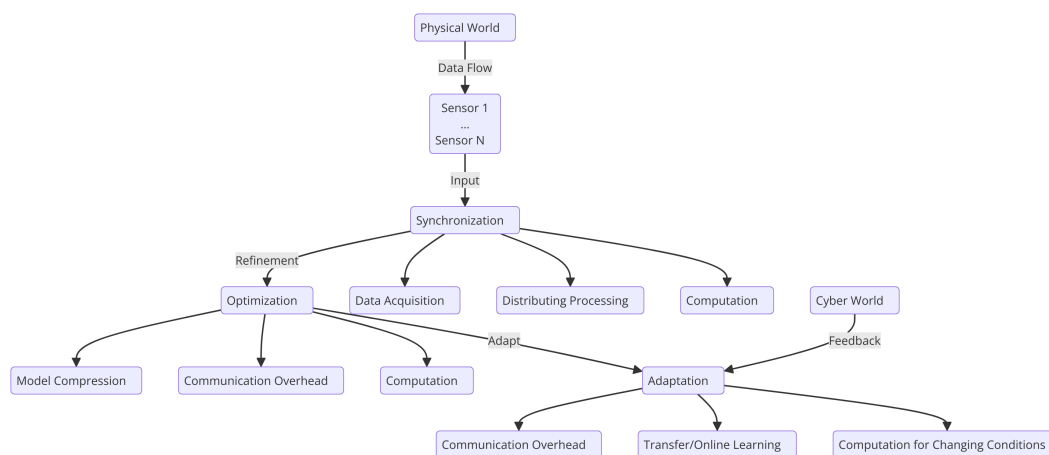 Physical World
Data Flow
Sensor 1
...
Sensor N
Input
Synchronization
Refinement
Optimization
Data Acquisition
Distributing Processing
Computation
Cyber World
Adapt
Feedback
Model Compression
Communication Overhead
Computation
Adaptation
Communication Overhead
Transfer/Online Learning
Computation for Changing Conditions